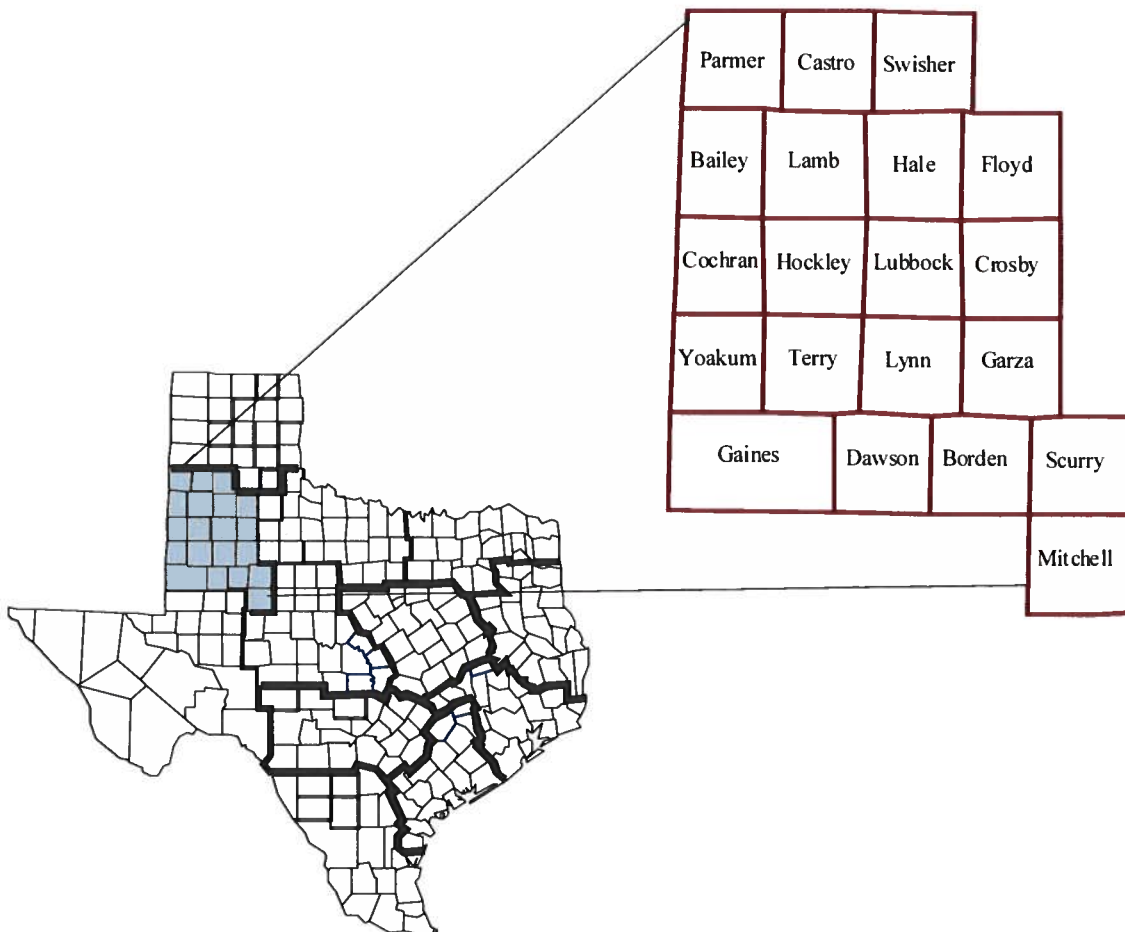 Parmer Castro Swisher
Bailey Lamb Hale Floyd
Cochran Hockley Lubbock Crosby
Yoakum Terry Lynn Garza
Gaines Dawson Borden Scurry
Mitchell